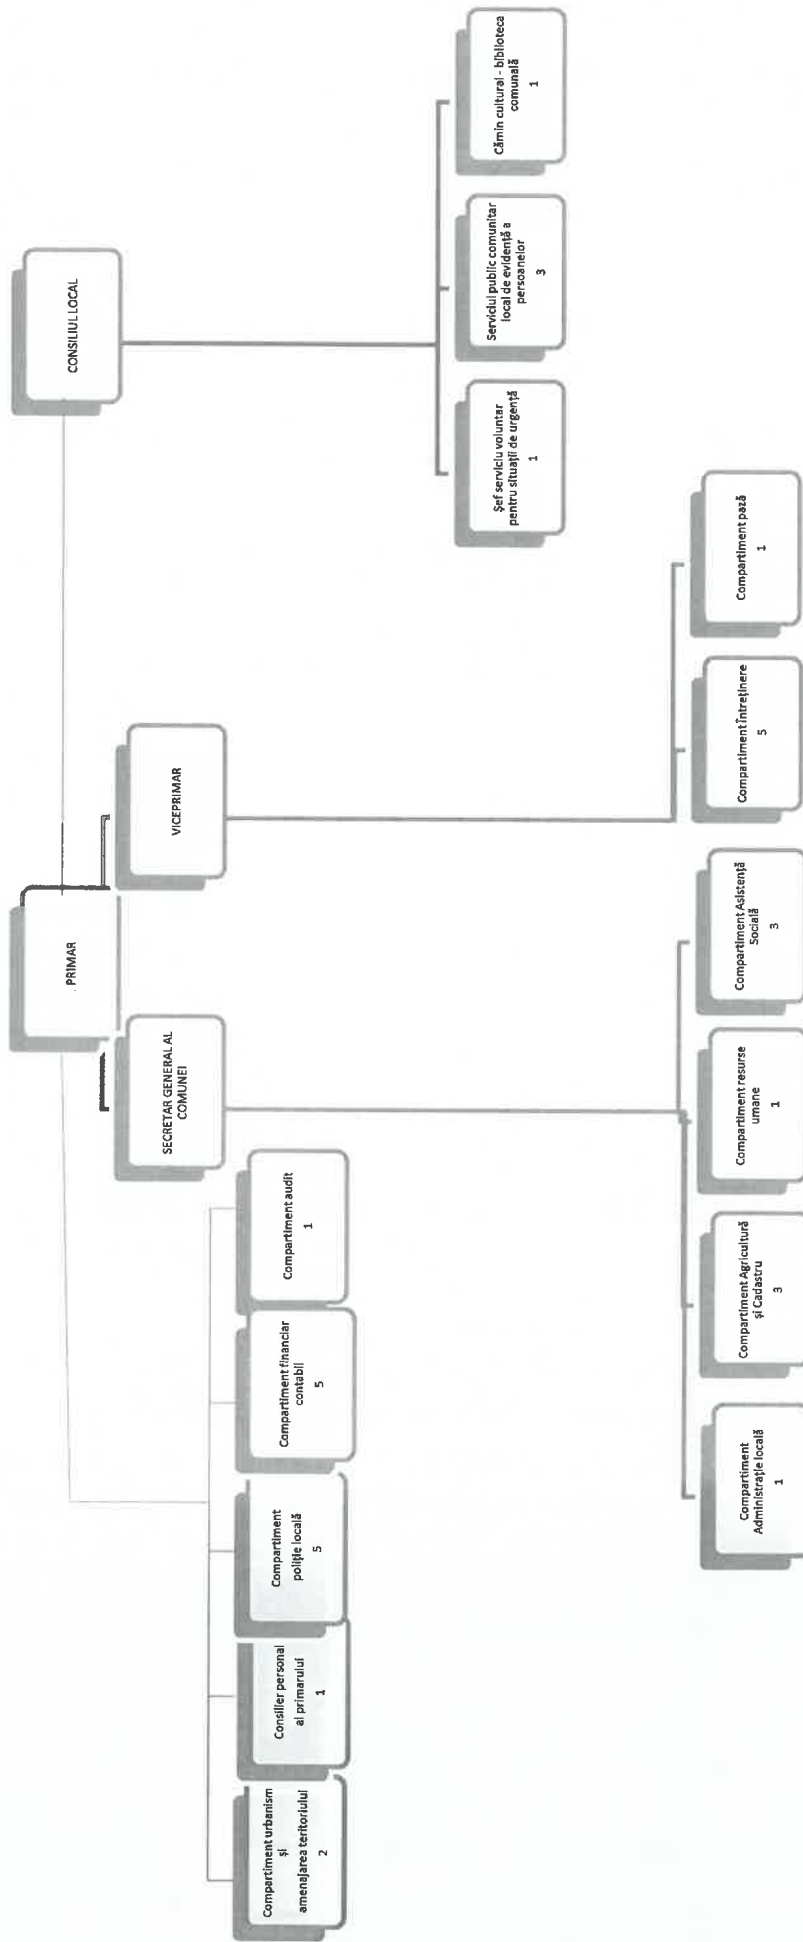 CONSILIUL LOCAL
. PRIMAR
VICEPRIMAR
SECRETAR GENERAL AL
COMUNEI
Compartiment urbanism
și
amenajarea teritoriului
2
Consilier personal
al primarului
1
Compartiment
poliție locală
5
Compartiment financiar
contabil
5
Compartiment audit
1
Șef serviciu voluntar
pentru situații de urgență
1
Serviciul public comunitar
local de evidență a
persoanelor
3
Cămin cultural - biblioteca
comunală
1
Compartiment
Administrație locală
1
Compartiment Agricultură
și Cadastru
3
Compartiment resurse
umane
1
Compartiment Asistență
Socială
3
Compartiment întreținere
5
Compartiment pază
1